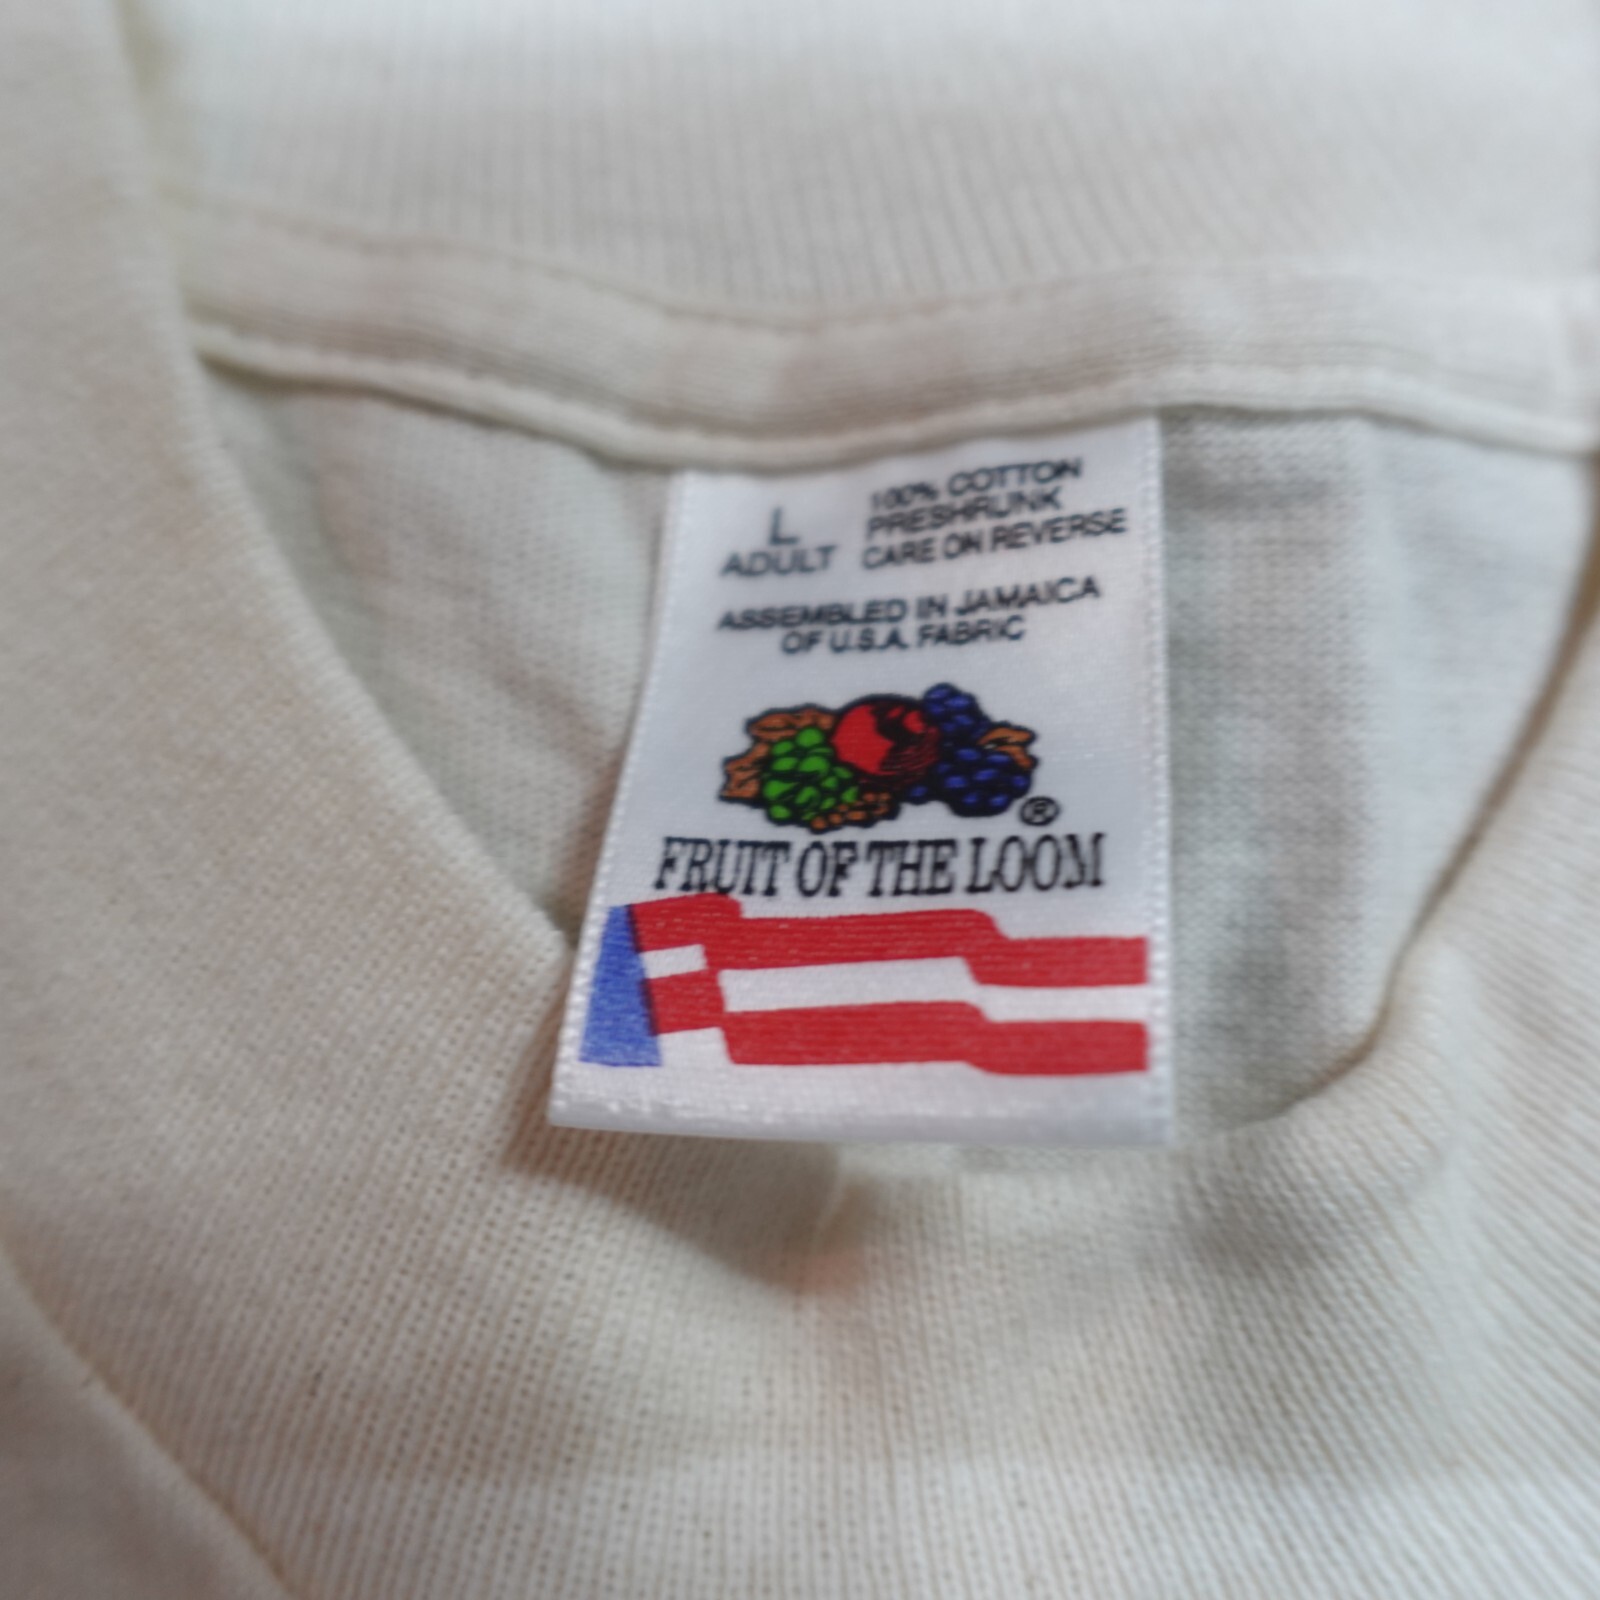 L
ADULT
100% COTTON
PRESHRUNK
CARE ON REVERSE
ASSEMBLED IN JAMAICA
OF U.S.A. FABRIC
®
FRUIT OF THE LOOM